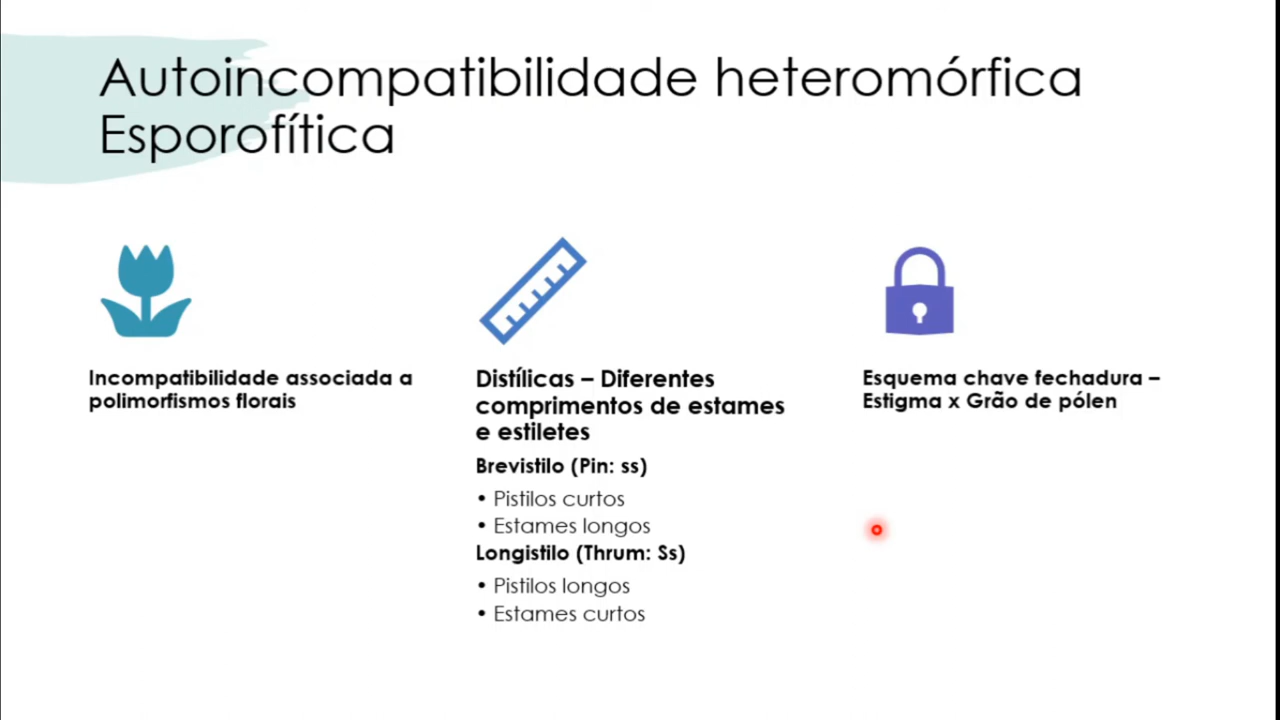 Autoincompatibilidade heteromórfica
Esporofítica
Incompatibilidade associada a
polimorfismos florais
Distílicas – Diferentes
comprimentos de estames
e estiletes
Brevistilo (Pin: ss)
• Pistilos curtos
• Estames longos
Longistilo (Thrum: Ss)
• Pistilos longos
• Estames curtos
Esquema chave fechadura –
Estigma x Grão de pólen